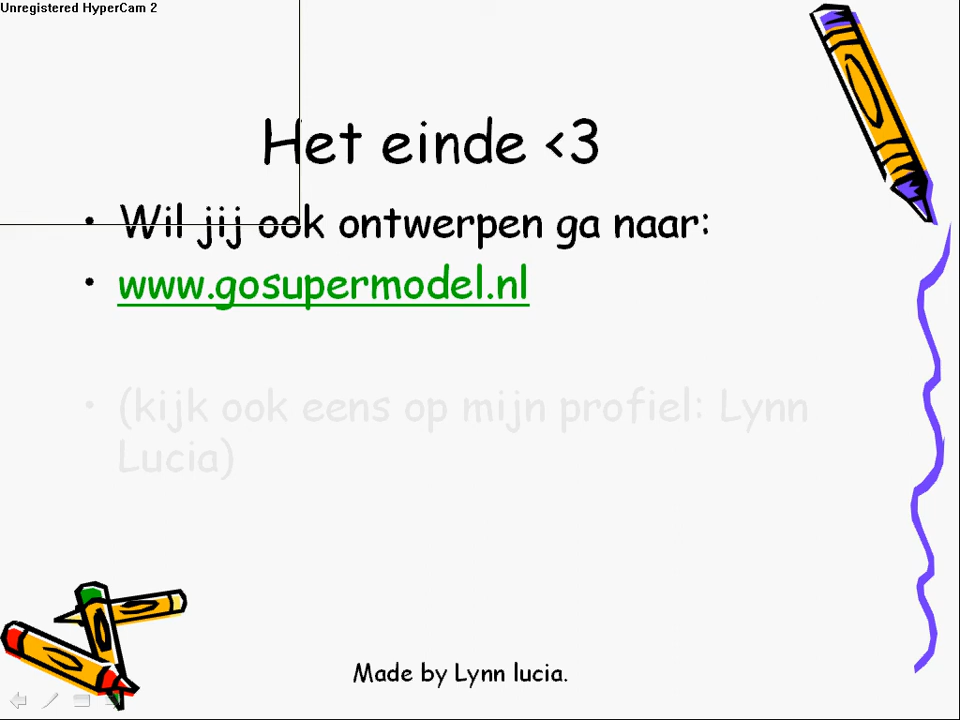 Unregistered HyperCam 2
Het einde <3
• Wil jij ook ontwerpen ga naar:
• www.gosupermodel.nl
• (kijk ook eens op mijn profiel: Lynn
Lucia)
Made by Lynn lucia.